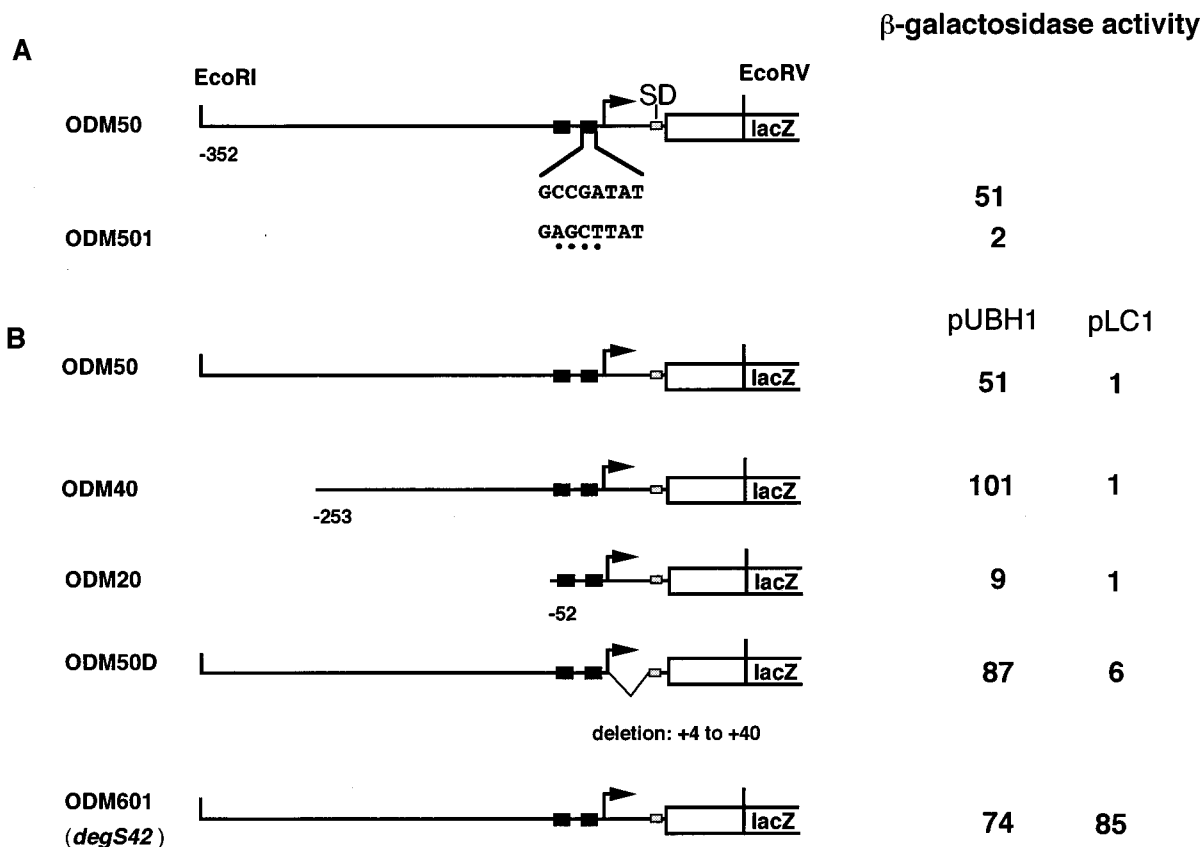 β-galactosidase activity
A
EcoRI
EcoRV
SD
ODM50
lacZ
-352
GCCGATAT
51
ODM501
GAGCTTAT
2
B
pUBH1
pLC1
ODM50
lacZ
51
1
ODM40
lacZ
101
1
-253
ODM20
lacZ
9
1
-52
ODM50D
lacZ
87
6
deletion: +4 to +40
ODM601
(degS42)
lacZ
74
85